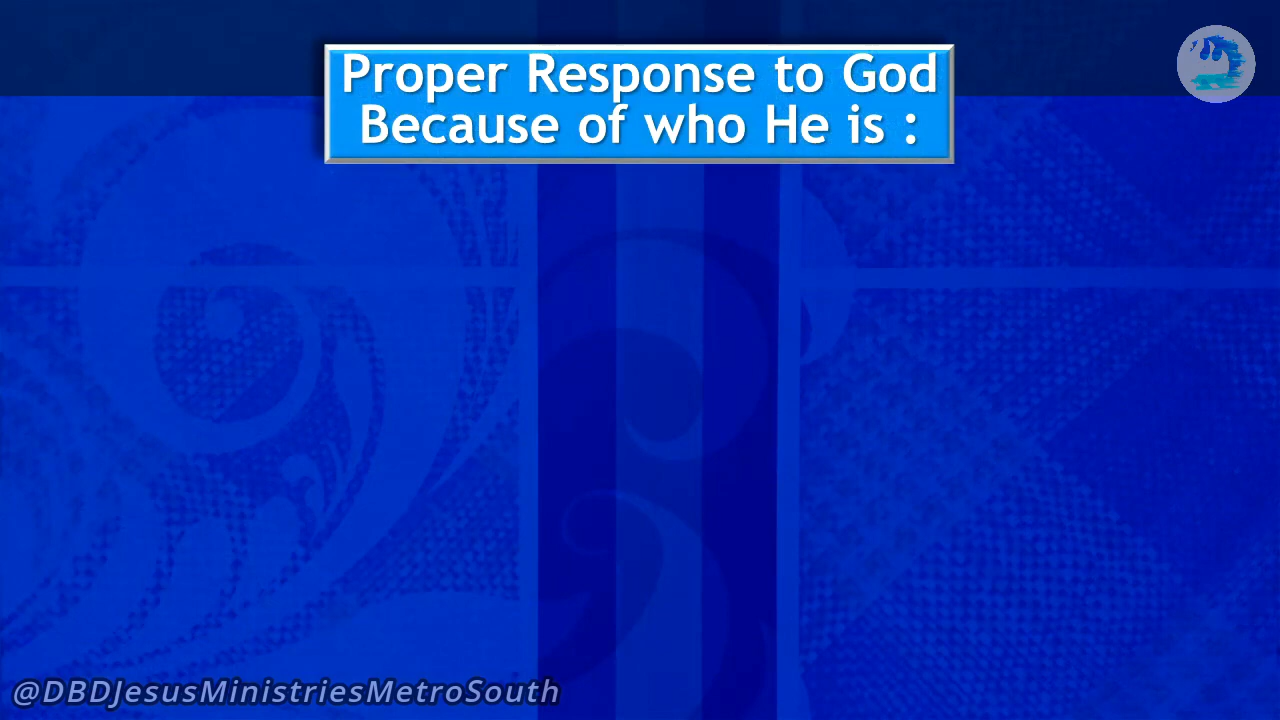 Proper Response to God
Because of who He is :
@DBDJesusMinistriesMetroSouth